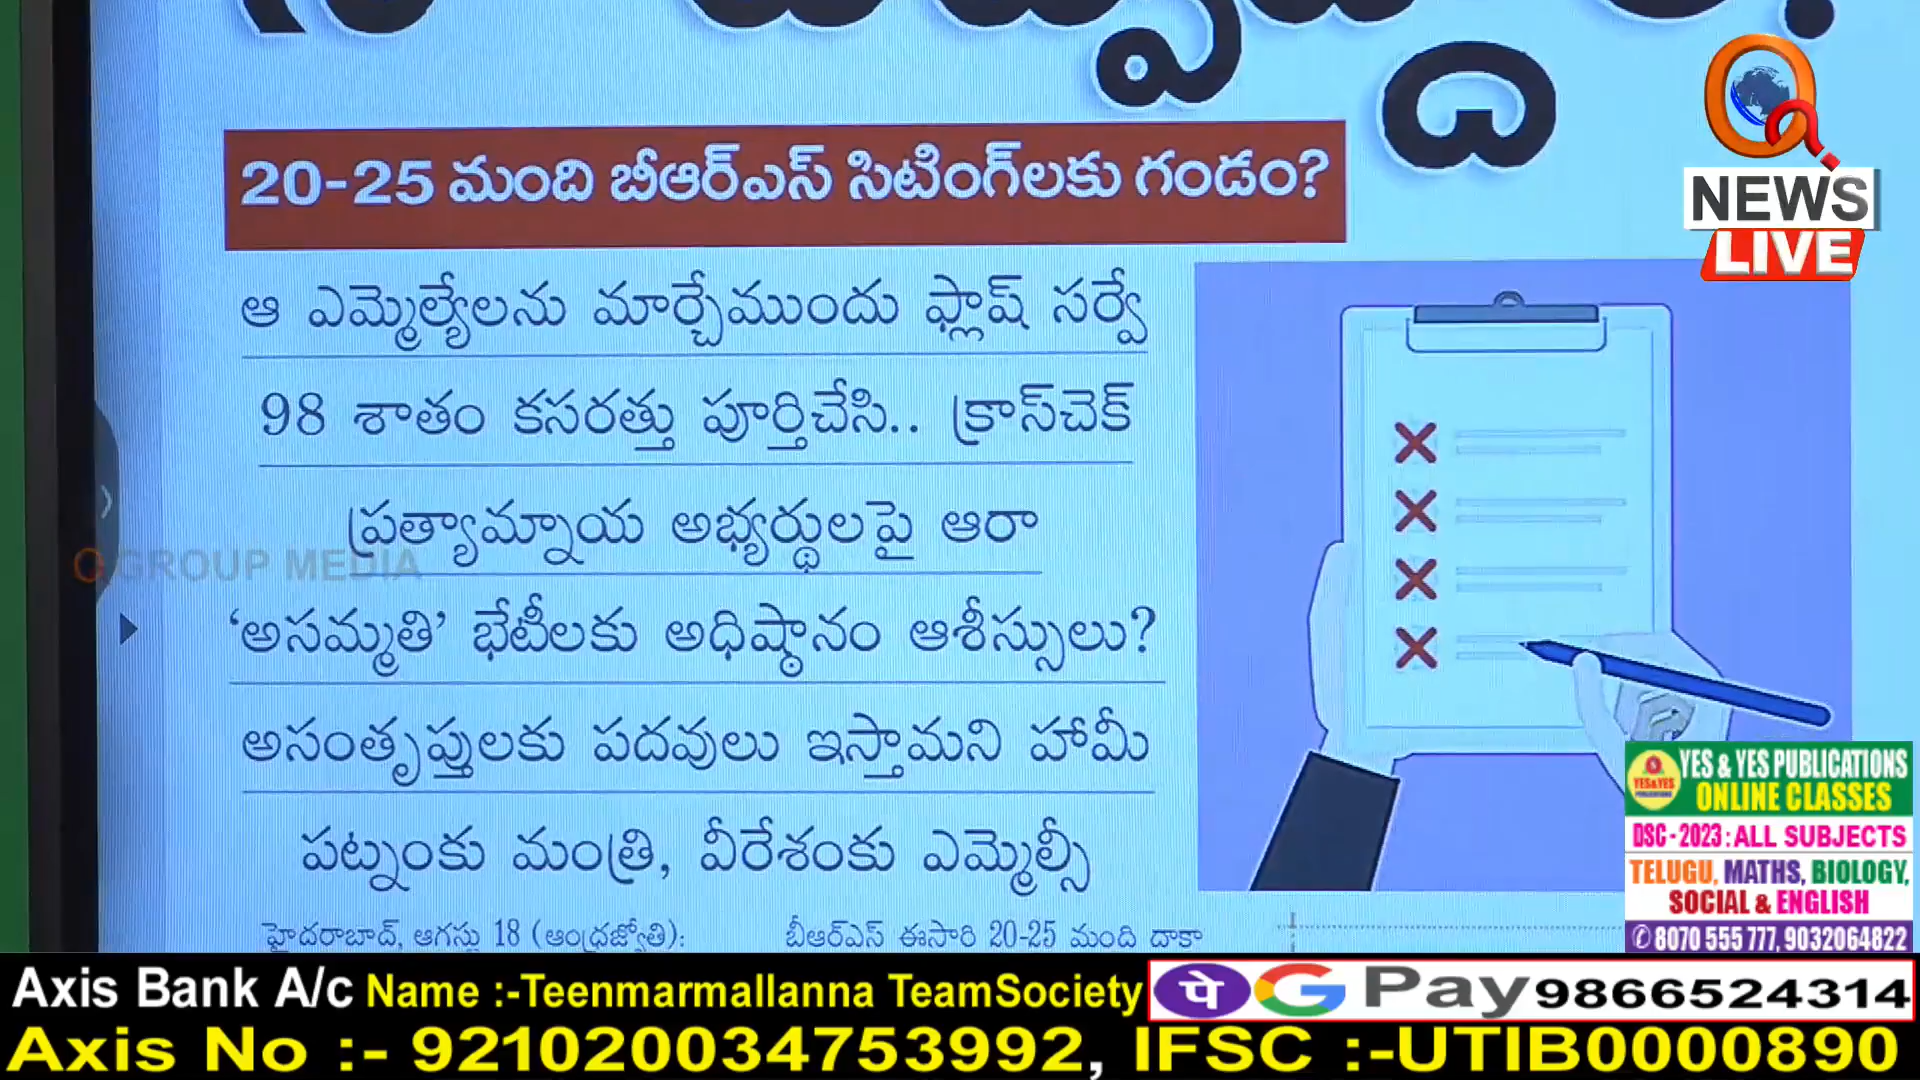 20-25 మంది బీఆర్ఎస్ సిటింగ్‌లకు గండం?
ఆ ఎమ్మెల్యేలను మార్చేముందు ఫ్లాష్ సర్వే
98 శాతం కసరత్తు పూర్తిచేసి.. క్రాస్‌చెక్
ప్రత్యామ్నాయ అభ్యర్థులపై ఆరా
‘అసమ్మతి’ భేటీలకు అధిష్ఠానం ఆశీస్సులు?
అసంతృప్తులకు పదవులు ఇస్తామని హామీ
పట్నంకు మంత్రి, వీరేశంకు ఎమ్మెల్సీ
హైదరాబాద్, ఆగస్టు 18 (ఆంధ్రజ్యోతి):
బీఆర్ఎస్ ఈసారి 20-25 మంది దాకా
Q GROUP MEDIA
Q
NEWS
LIVE
YES & YES PUBLICATIONS
ONLINE CLASSES
DSC - 2023 : ALL SUBJECTS
TELUGU, MATHS, BIOLOGY,
SOCIAL & ENGLISH
8070 555 777, 9032064822
Axis Bank A/c Name :-Teenmarmallanna TeamSociety
पे G Pay 9866524314
Axis No :- 921020034753992, IFSC :-UTIB0000890